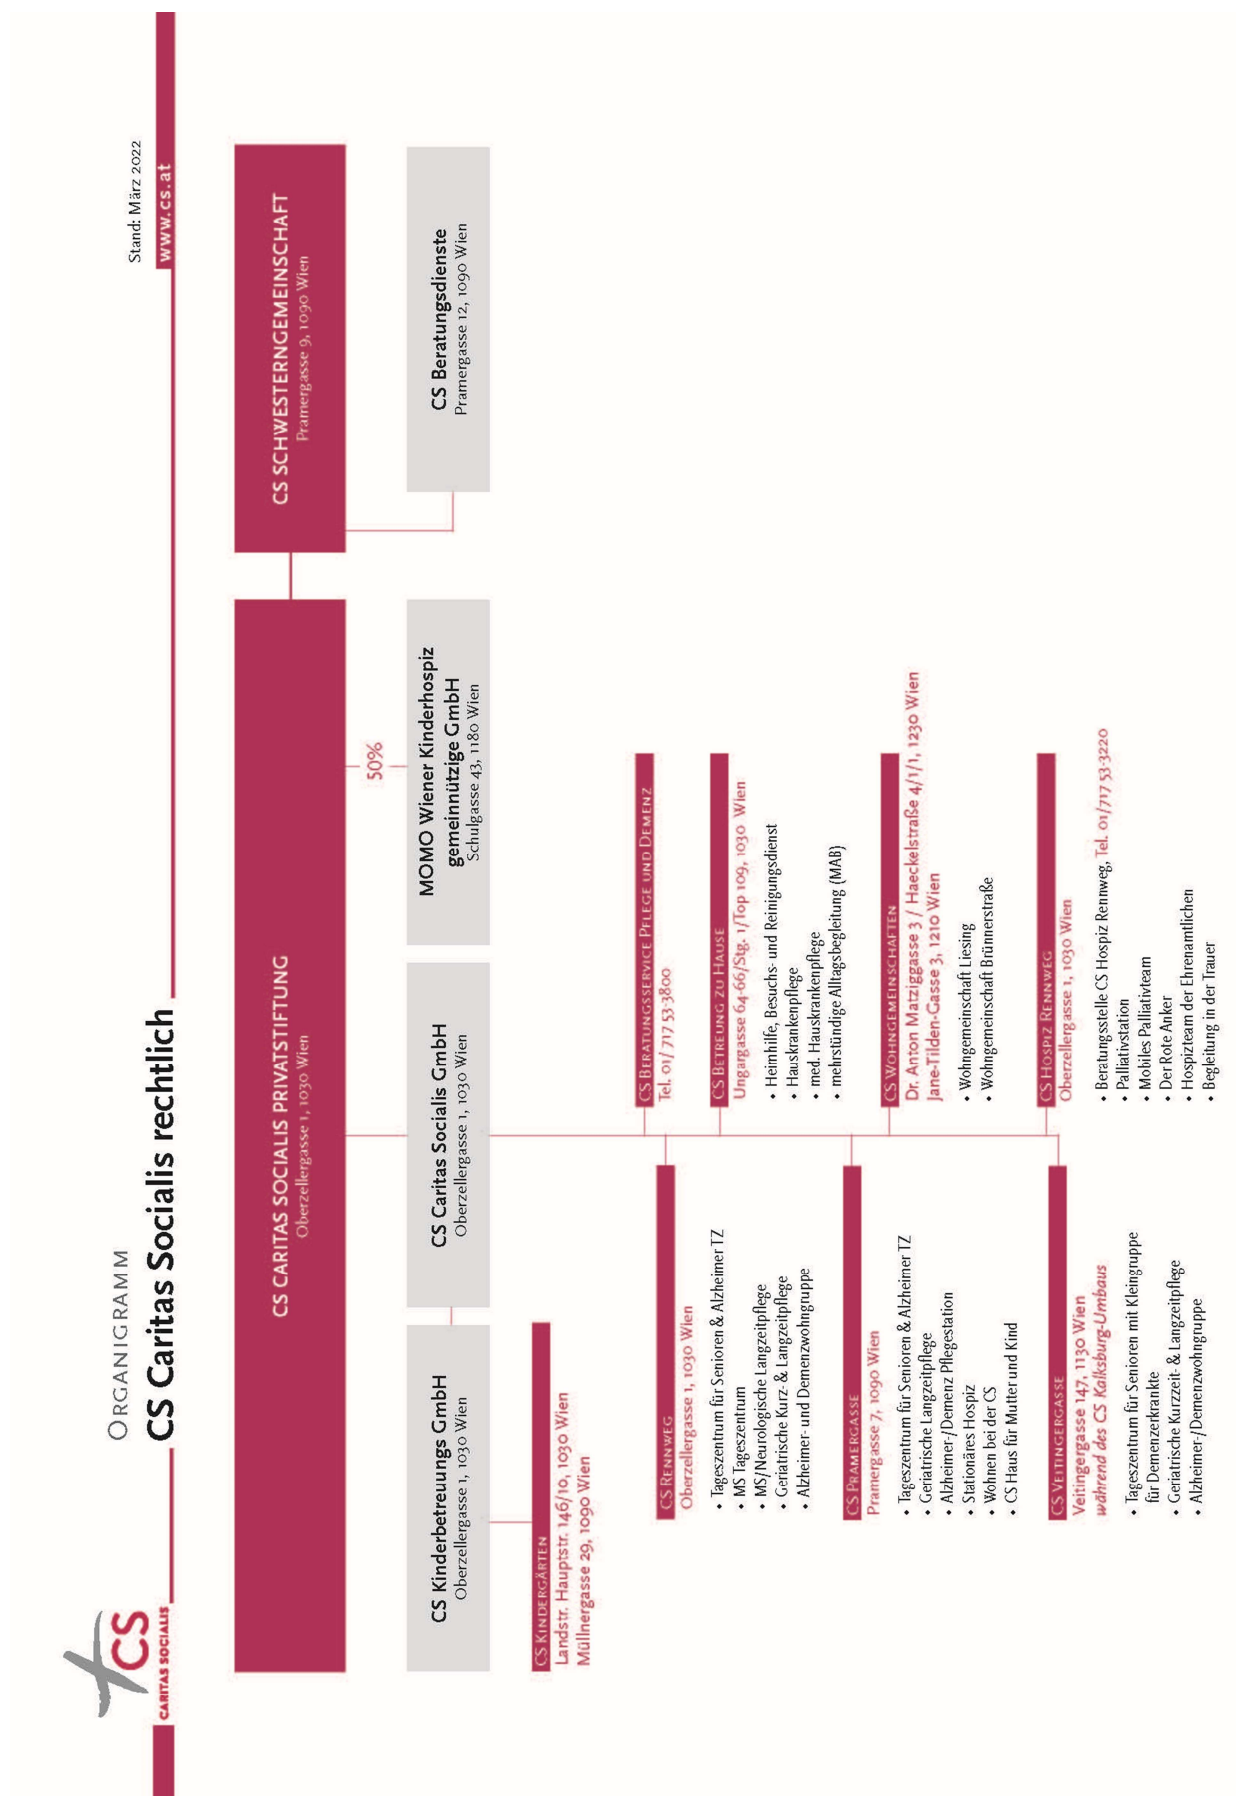 ORGANIGRAMM
CS Caritas Socialis rechtlich
CS
CARITAS SOCIALIS
Stand: März 2022
www.cs.at
CS CARITAS SOCIALIS PRIVATSTIFTUNG
Oberzellergasse 1, 1030 Wien
CS SCHWESTERNGEMEINSCHAFT
Pramergasse 9, 1090 Wien
50%
CS Kinderbetreuungs GmbH
Oberzellergasse 1, 1030 Wien
CS Caritas Socialis GmbH
Oberzellergasse 1, 1030 Wien
MOMO Wiener Kinderhospiz
gemeinnützige GmbH
Schulgasse 43, 1180 Wien
CS Beratungsdienste
Pramergasse 12, 1090 Wien
CS KINDERGÄRTEN
Landstr. Hauptstr. 146/10, 1030 Wien
Müllnergasse 29, 1090 Wien
CS RENNWEG
Oberzellergasse 1, 1030 Wien
• Tageszentrum für Senioren & Alzheimer TZ
• MS Tageszentrum
• MS/Neurologische Langzeitpflege
• Geriatrische Kurz- & Langzeitpflege
• Alzheimer- und Demenzwohngruppe
CS PRAMERGASSE
Pramergasse 7, 1090 Wien
• Tageszentrum für Senioren & Alzheimer TZ
• Geriatrische Langzeitpflege
• Alzheimer-/Demenz Pflegestation
• Stationäres Hospiz
• Wohnen bei der CS
• CS Haus für Mutter und Kind
CS VEITINGERGASSE
Veitingergasse 147, 1130 Wien
während des CS Kalksburg-Umbaus
• Tageszentrum für Senioren mit Kleingruppe
für Demenzerkrankte
• Geriatrische Kurzzeit- & Langzeitpflege
• Alzheimer-/Demenzwohngruppe
CS BERATUNGSSERVICE PFLEGE UND DEMENZ
Tel. 01/ 717 53-3800
CS BETREUNG ZU HAUSE
Ungargasse 64-66/Stg. 1/Top 109, 1030 Wien
• Heimhilfe, Besuchs- und Reinigungsdienst
• Hauskrankenpflege
• med. Hauskrankenpflege
• mehrstündige Alltagsbegleitung (MAB)
CS WOHNGEMEINSCHAFTEN
Dr. Anton Matziggasse 3 / Haeckelstraße 4/1/1, 1230 Wien
Jane-Tilden-Gasse 3, 1210 Wien
• Wohngemeinschaft Liesing
• Wohngemeinschaft Brünnerstraße
CS HOSPIZ RENNWEG
Oberzellergasse 1, 1030 Wien
• Beratungsstelle CS Hospiz Rennweg, Tel. 01/717 53-3220
• Palliativstation
• Mobiles Palliativteam
• Der Rote Anker
• Hospizteam der Ehrenamtlichen
• Begleitung in der Trauer